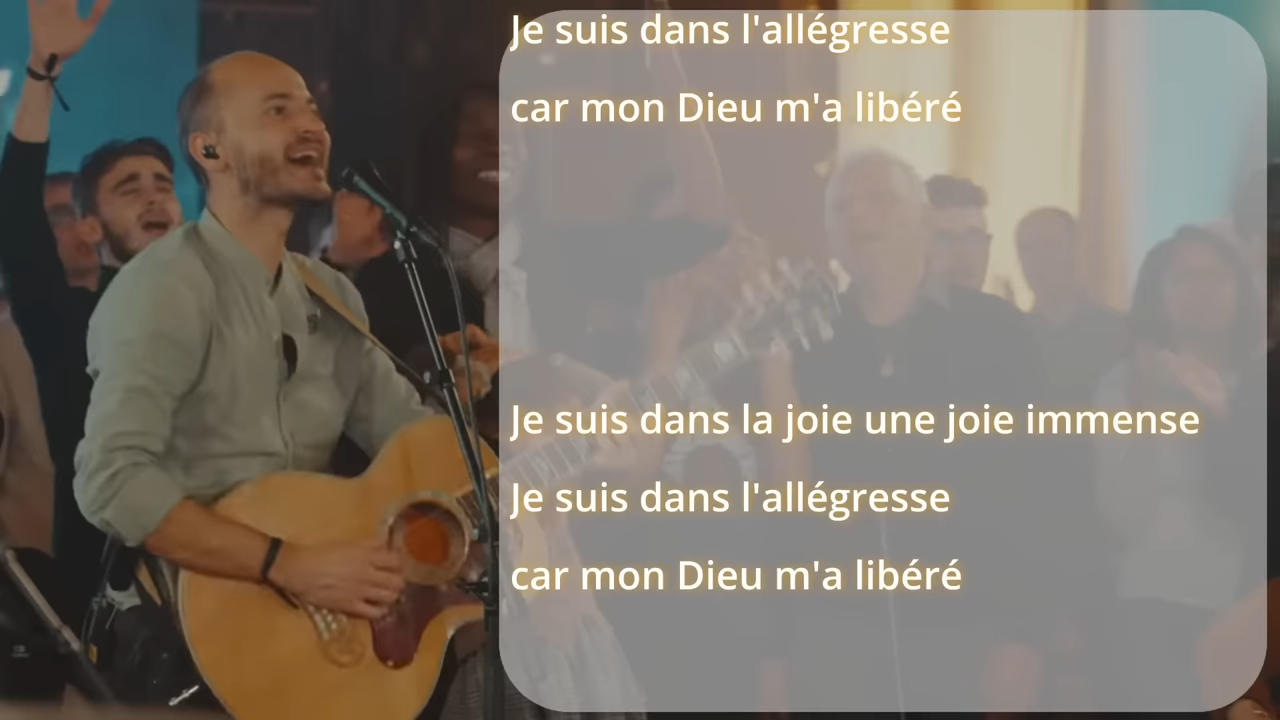 Je suis dans l'allégresse
car mon Dieu m'a libéré
Je suis dans la joie une joie immense
Je suis dans l'allégresse
car mon Dieu m'a libéré